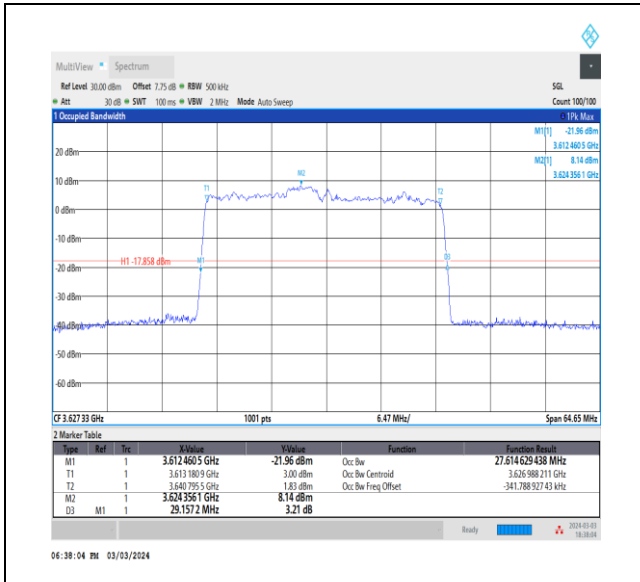 MultiView Spectrum
Ref Level 30.00 dBm Offset 7.75 dB RBW 500 kHz SGL
Att 30 dB SWT 100 ms VBW 2 MHz Mode Auto Sweep Count 100/100
1 Occupied Bandwidth 1Pk Max
M1[1] -21.96 dBm
3.612 460 5 GHz
M2[1] 8.14 dBm
3.624 356 1 GHz
20 dBm
M2
10 dBm
T1 T2
0 dBm
-10 dBm
H1 -17.858 dBm M1 D3
-20 dBm
-30 dBm
-40 dBm
-50 dBm
-60 dBm
CF 3.627 33 GHz 1001 pts 6.47 MHz/ Span 64.65 MHz
2 Marker Table
Type Ref Trc X-Value Y-Value Function Function Result
M1 1 3.612 460 5 GHz -21.96 dBm Occ Bw 27.614 629 438 MHz
T1 1 3.613 180 9 GHz 3.00 dBm Occ Bw Centroid 3.626 988 211 GHz
T2 1 3.640 795 5 GHz 1.83 dBm Occ Bw Freq Offset -341.788 927 43 kHz
M2 1 3.624 356 1 GHz 8.14 dBm
D3 M1 1 29.157 2 MHz 3.21 dB
Ready 2024-03-03
18:38:04
06:38:04 PM 03/03/2024